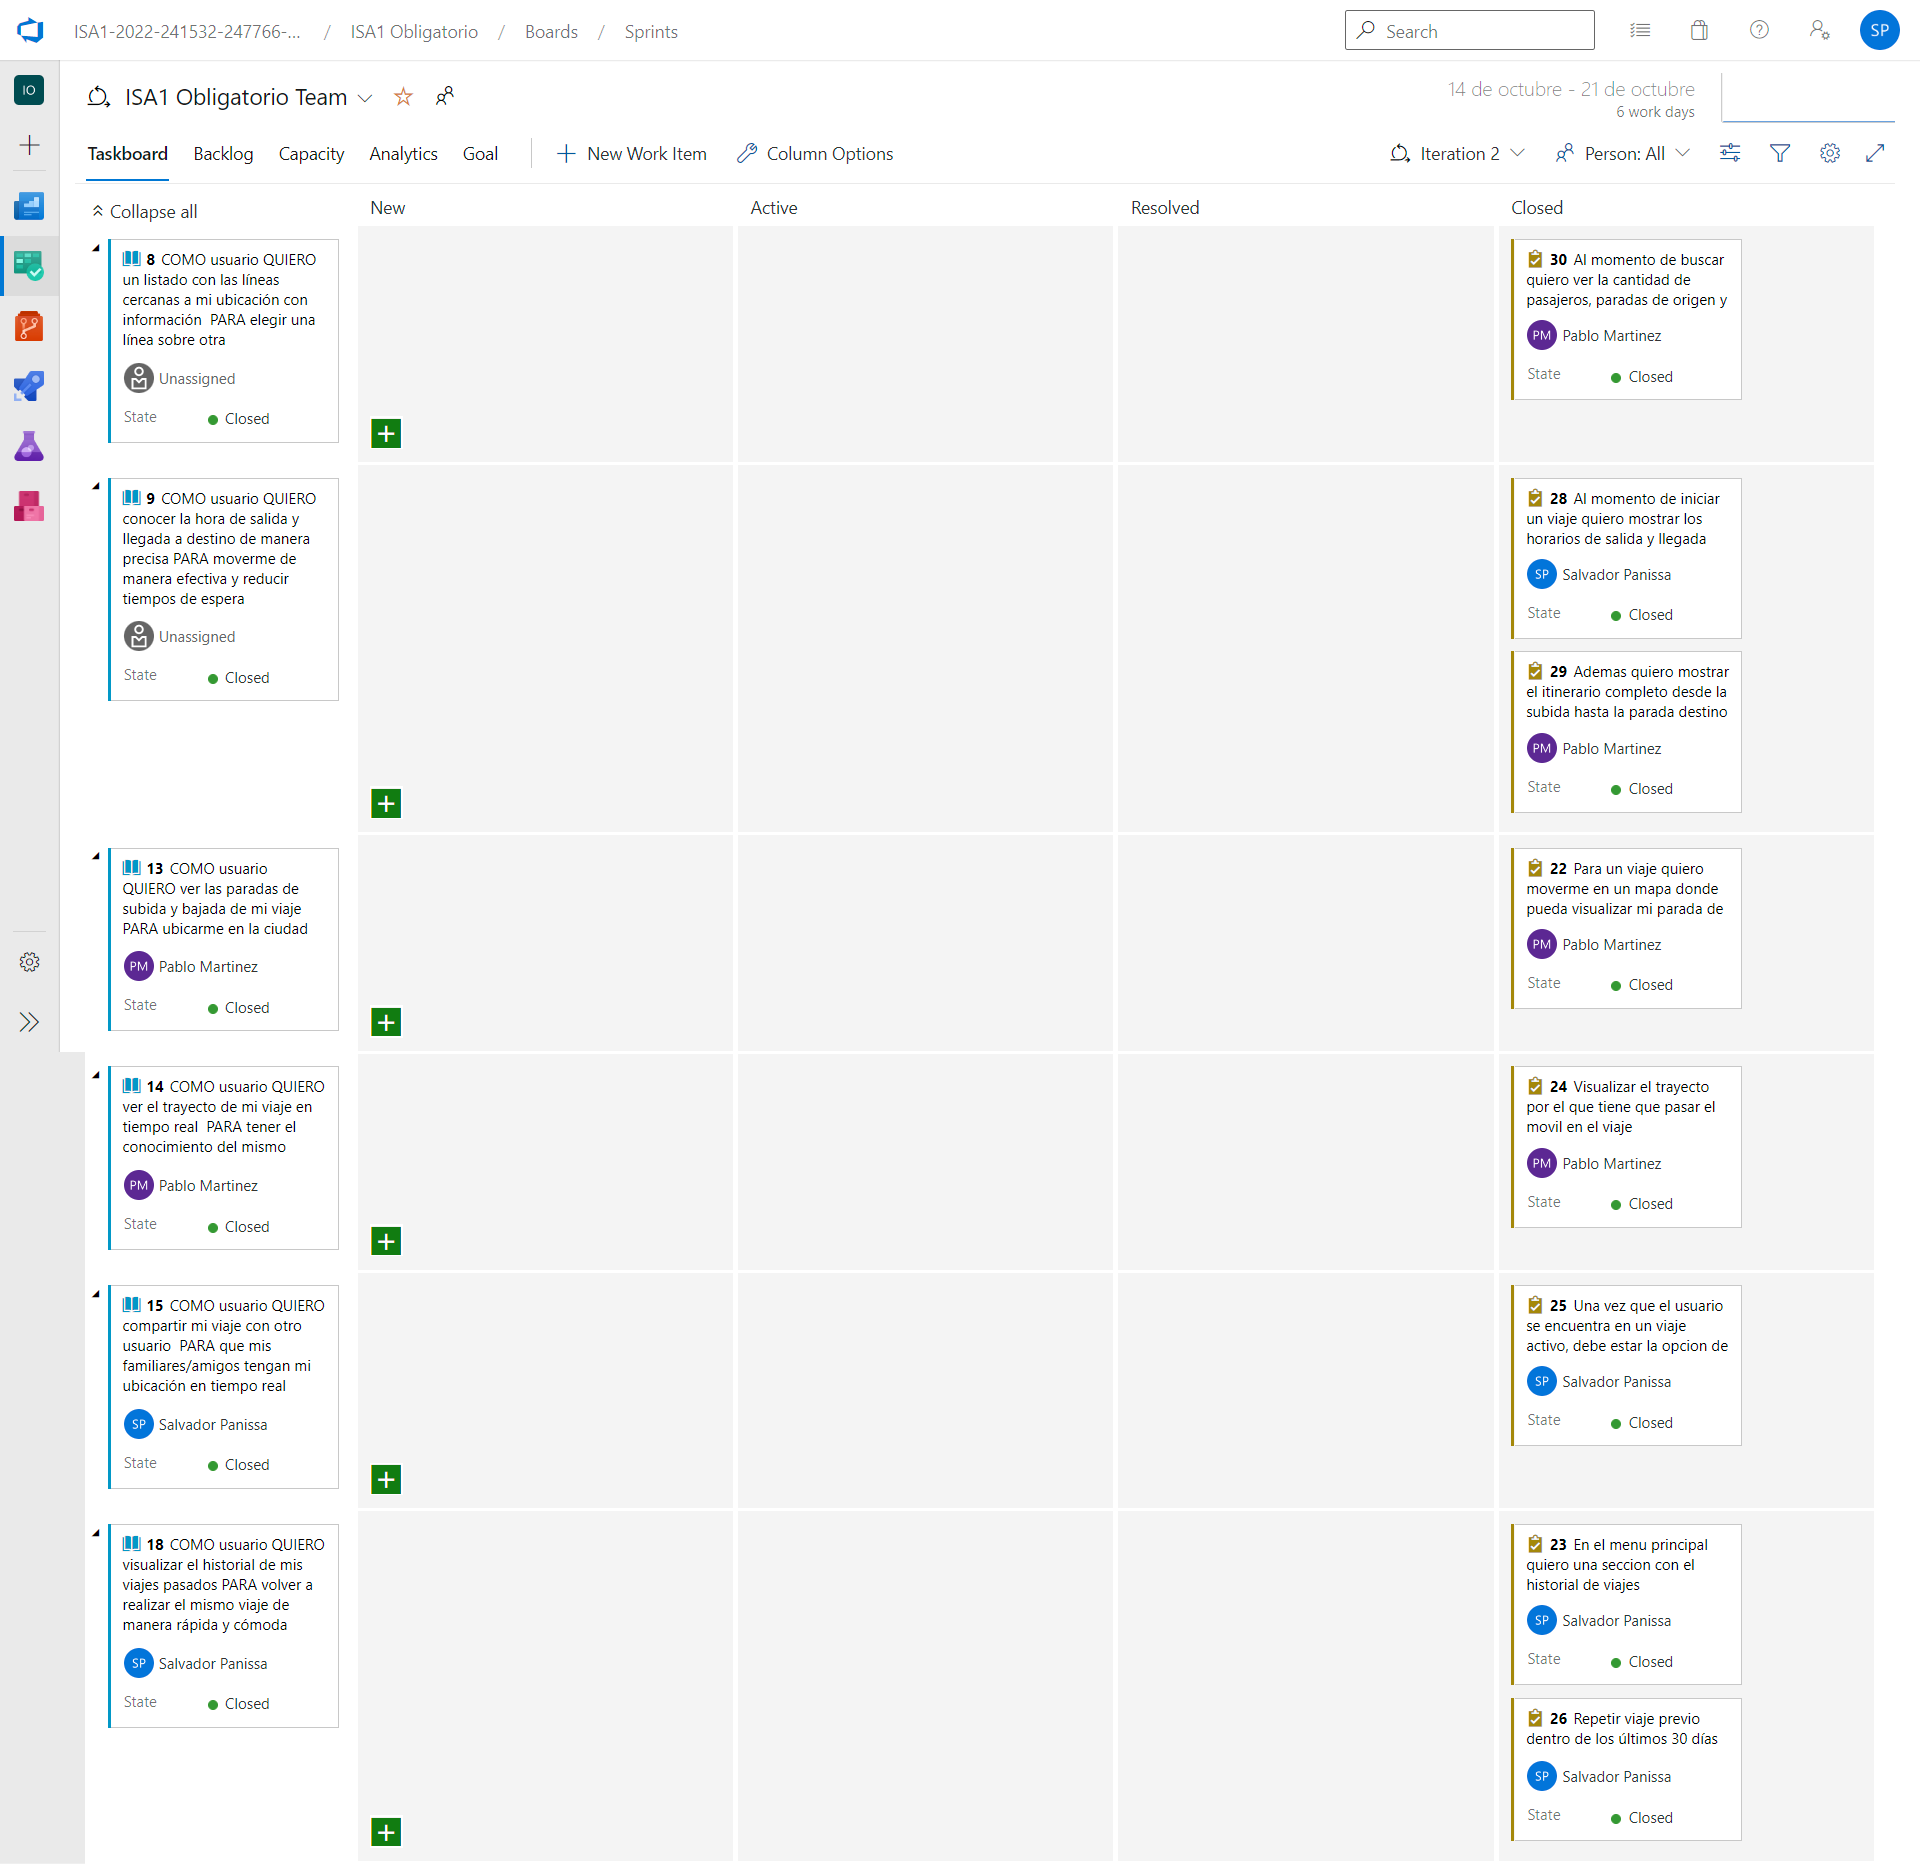 ISA1-2022-241532-247766-... / ISA1 Obligatorio / Boards / Sprints
Search
SP
IO
ISA1 Obligatorio Team
14 de octubre - 21 de octubre
6 work days
Taskboard Backlog Capacity Analytics Goal New Work Item Column Options
Iteration 2 Person: All
Collapse all
New Active Resolved Closed
8 COMO usuario QUIERO
un listado con las líneas
cercanas a mi ubicación con
información PARA elegir una
línea sobre otra
Unassigned
State Closed
30 Al momento de buscar
quiero ver la cantidad de
pasajeros, paradas de origen y
PM Pablo Martinez
State Closed
9 COMO usuario QUIERO
conocer la hora de salida y
llegada a destino de manera
precisa PARA moverme de
manera efectiva y reducir
tiempos de espera
Unassigned
State Closed
28 Al momento de iniciar
un viaje quiero mostrar los
horarios de salida y llegada
SP Salvador Panissa
State Closed
29 Ademas quiero mostrar
el itinerario completo desde la
subida hasta la parada destino
PM Pablo Martinez
State Closed
13 COMO usuario
QUIERO ver las paradas de
subida y bajada de mi viaje
PARA ubicarme en la ciudad
PM Pablo Martinez
State Closed
22 Para un viaje quiero
moverme en un mapa donde
pueda visualizar mi parada de
PM Pablo Martinez
State Closed
14 COMO usuario QUIERO
ver el trayecto de mi viaje en
tiempo real PARA tener el
conocimiento del mismo
PM Pablo Martinez
State Closed
24 Visualizar el trayecto
por el que tiene que pasar el
movil en el viaje
PM Pablo Martinez
State Closed
15 COMO usuario QUIERO
compartir mi viaje con otro
usuario PARA que mis
familiares/amigos tengan mi
ubicación en tiempo real
SP Salvador Panissa
State Closed
25 Una vez que el usuario
se encuentra en un viaje
activo, debe estar la opcion de
SP Salvador Panissa
State Closed
18 COMO usuario QUIERO
visualizar el historial de mis
viajes pasados PARA volver a
realizar el mismo viaje de
manera rápida y cómoda
SP Salvador Panissa
State Closed
23 En el menu principal
quiero una seccion con el
historial de viajes
SP Salvador Panissa
State Closed
26 Repetir viaje previo
dentro de los últimos 30 días
SP Salvador Panissa
State Closed